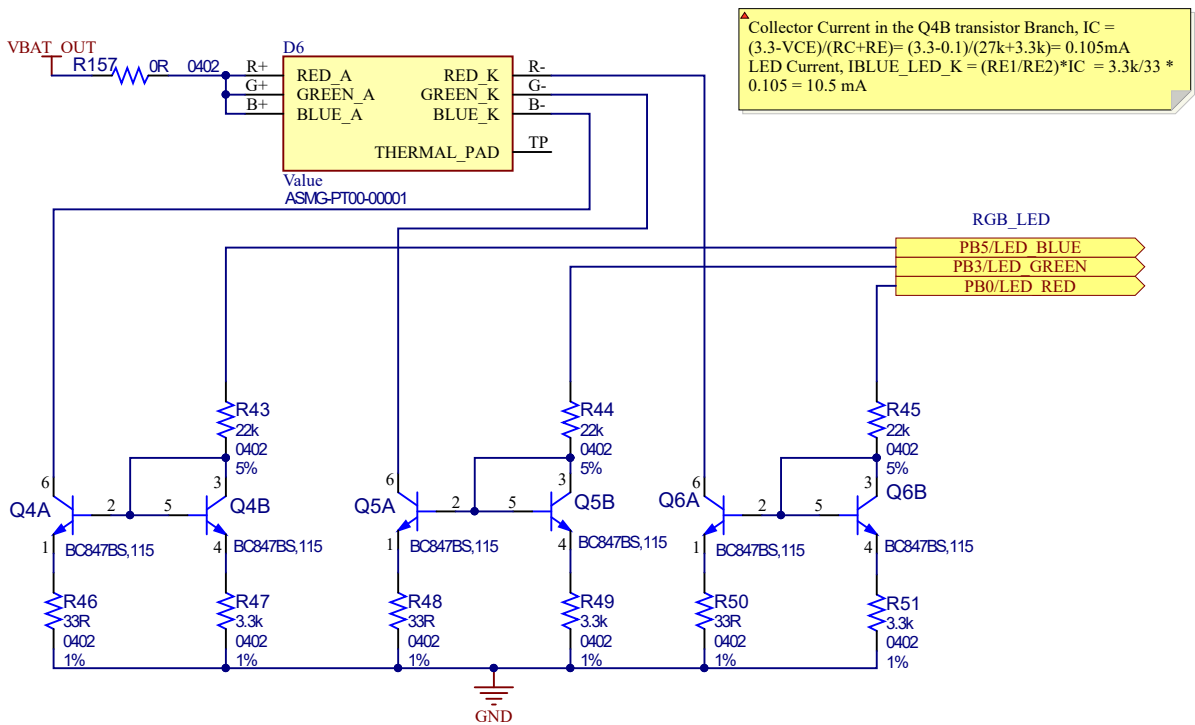 Collector Current in the Q4B transistor Branch, IC =
(3.3-VCE)/(RC+RE)= (3.3-0.1)/(27k+3.3k)= 0.105mA
LED Current, IBLUE_LED_K = (RE1/RE2)*IC = 3.3k/33 *
0.105 = 10.5 mA
VBAT_OUT
R157 0R 0402
D6
R+ RED_A RED_K R-
G+ GREEN_A GREEN_K G-
B+ BLUE_A BLUE_K B-
THERMAL_PAD TP
Value
ASMG-PT00-00001
RGB_LED
PB5/LED_BLUE
PB3/LED_GREEN
PB0/LED_RED
R43
22k
0402
5%
R44
22k
0402
5%
R45
22k
0402
5%
Q4A 6 2 1
BC847BS,115
Q4B 5 3 4
BC847BS,115
Q5A 6 2 1
BC847BS,115
Q5B 5 3 4
BC847BS,115
Q6A 6 2 1
BC847BS,115
Q6B 5 3 4
BC847BS,115
R46
33R
0402
1%
R47
3.3k
0402
1%
R48
33R
0402
1%
R49
3.3k
0402
1%
R50
33R
0402
1%
R51
3.3k
0402
1%
GND